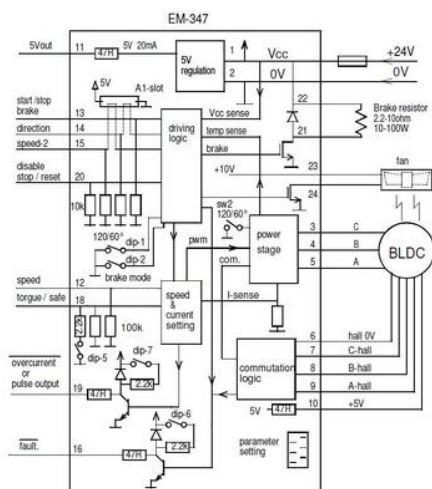 EM-347
5Vout
11
47R
5V 20mA
5V
regulation
1
Vcc
+24V
2
0V
0V
5V
A1-slot
22
start /stop
brake
13
direction
14
speed-2
15
driving
logic
Vcc sense
temp sense
brake
21
Brake resistor
2.2-10ohm
10-100W
disable
stop / reset
20
+10V
23
fan
24
10k
sw2
120/60°
120/60°
dip-1
dip-2
brake mode
pwm
com.
power
stage
3
C
4
B
5
A
BLDC
speed
12
torgue / safe
18
speed
&
current
setting
I-sense
2.2k
100k
dip-5
dip-7
2.2k
6
hall 0V
7
C-hall
8
B-hall
9
A-hall
10
+5V
commutation
logic
5V
47R
overcurrent
or
pulse output
19
47R
dip-6
2.2k
fault.
16
47R
parameter
setting